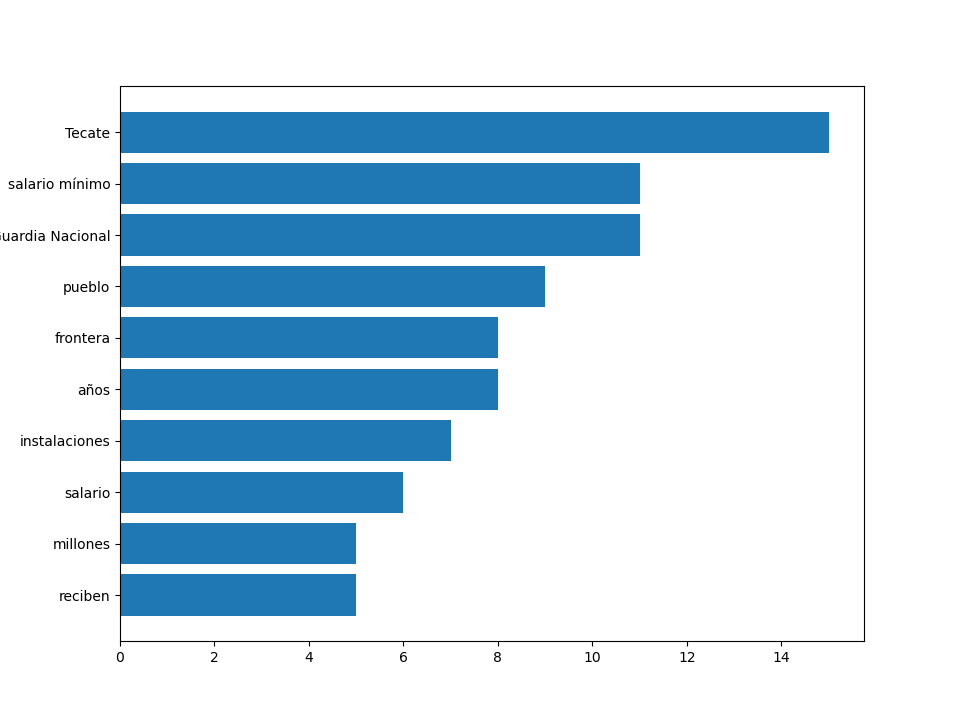 Tecate
salario mínimo
uardia Nacional
pueblo
frontera
años
instalaciones
salario
millones
reciben
0 2 4 6 8 10 12 14